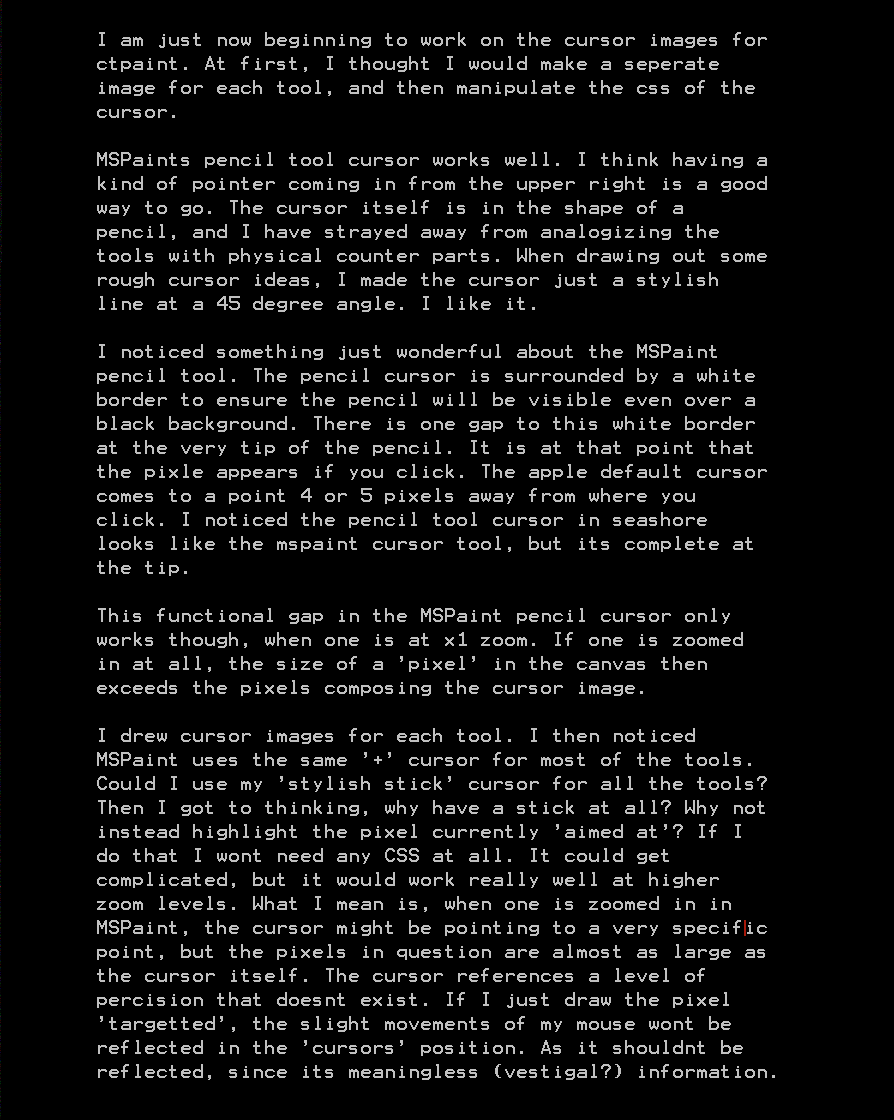 I am just now beginning to work on the cursor images for
ctpaint. At first, I thought I would make a seperate
image for each tool, and then manipulate the css of the
cursor.
MSPaints pencil tool cursor works well. I think having a
kind of pointer coming in from the upper right is a good
way to go. The cursor itself is in the shape of a
pencil, and I have strayed away from analogizing the
tools with physical counter parts. When drawing out some
rough cursor ideas, I made the cursor just a stylish
line at a 45 degree angle. I like it.
I noticed something just wonderful about the MSPaint
pencil tool. The pencil cursor is surrounded by a white
border to ensure the pencil will be visible even over a
black background. There is one gap to this white border
at the very tip of the pencil. It is at that point that
the pixle appears if you click. The apple default cursor
comes to a point 4 or 5 pixels away from where you
click. I noticed the pencil tool cursor in seashore
looks like the mspaint cursor tool, but its complete at
the tip.
This functional gap in the MSPaint pencil cursor only
works though, when one is at x1 zoom. If one is zoomed
in at all, the size of a 'pixel' in the canvas then
exceeds the pixels composing the cursor image.
I drew cursor images for each tool. I then noticed
MSPaint uses the same '+' cursor for most of the tools.
Could I use my 'stylish stick' cursor for all the tools?
Then I got to thinking, why have a stick at all? Why not
instead highlight the pixel currently 'aimed at'? If I
do that I wont need any CSS at all. It could get
complicated, but it would work really well at higher
zoom levels. What I mean is, when one is zoomed in in
MSPaint, the cursor might be pointing to a very specific
point, but the pixels in question are almost as large as
the cursor itself. The cursor references a level of
percision that doesnt exist. If I just draw the pixel
'targetted', the slight movements of my mouse wont be
reflected in the 'cursors' position. As it shouldnt be
reflected, since its meaningless (vestigal?) information.